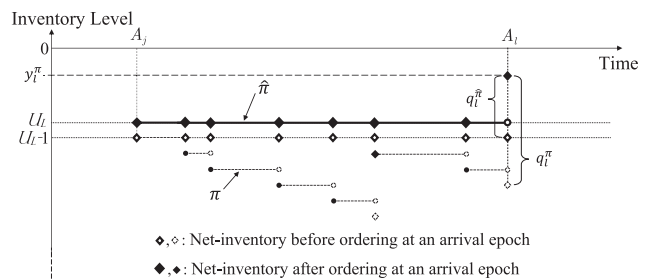 Inventory Level
A_j
A_l
0
Time
y_l^π
π̂
q_l^π̂
U_L
U_L-1
q_l^π
π
◆,◇: Net-inventory before ordering at an arrival epoch
◆,◆: Net-inventory after ordering at an arrival epoch